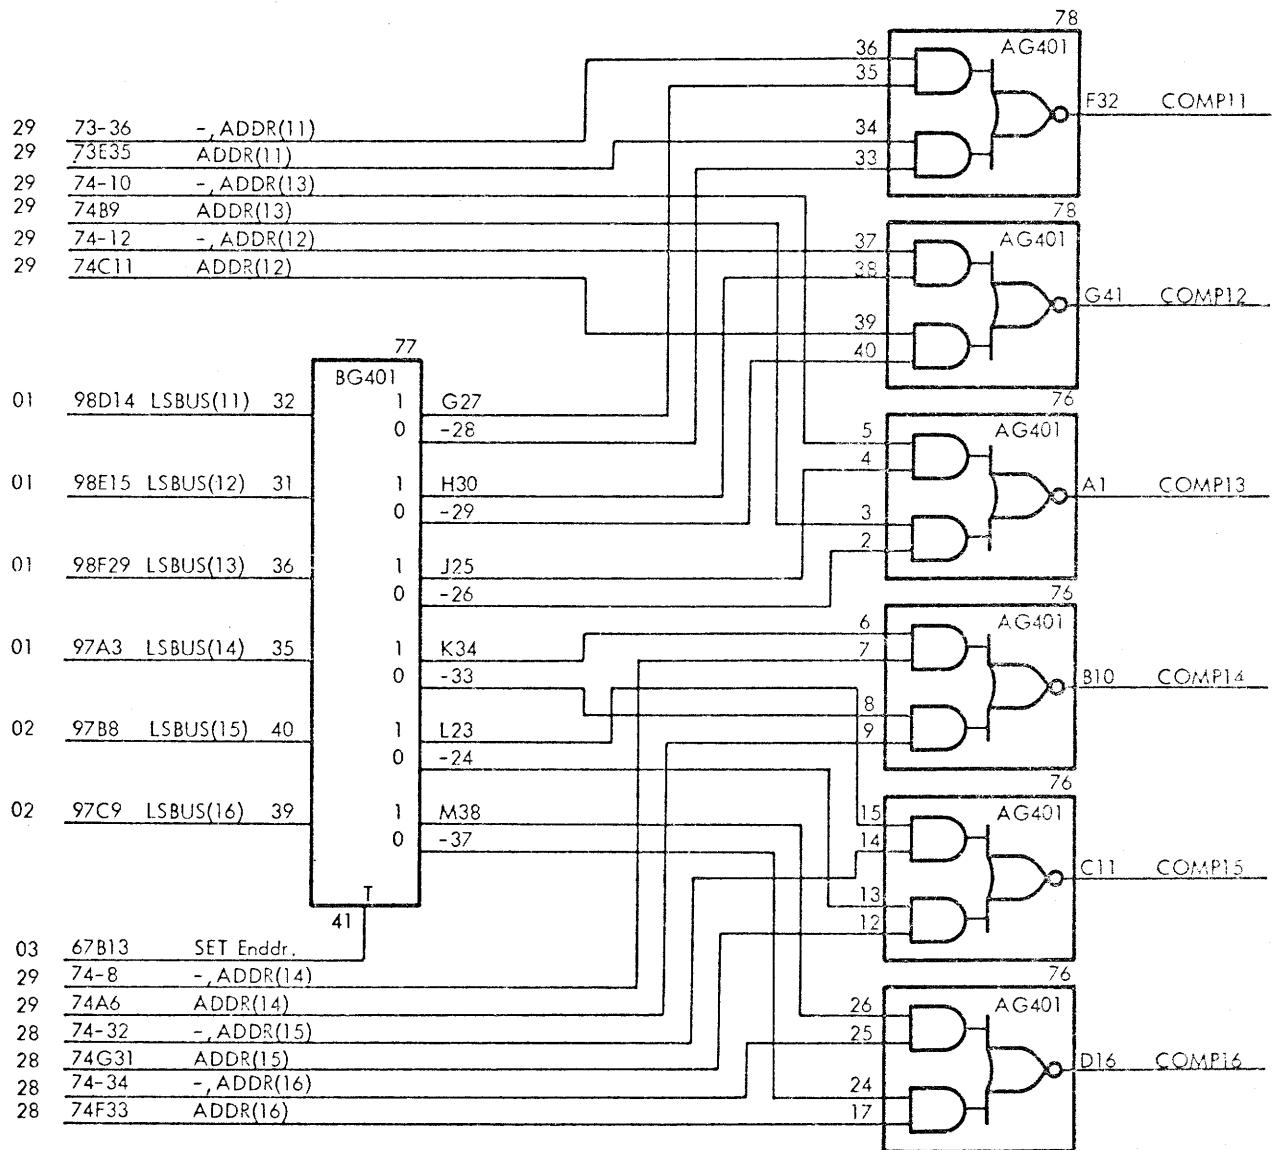 78
36 AG401
35
F32 COMP11
34
33
29 73-36 -,ADDR(11)
29 73E35 ADDR(11)
29 74-10 -,ADDR(13)
29 74B9 ADDR(13)
29 74-12 -,ADDR(12)
29 74C11 ADDR(12)
78
37 AG401
38
G41 COMP12
39
40
77
BG401
01 98D14 LSBUS(11) 32 1 G27
0 -28
01 98E15 LSBUS(12) 31 1 H30
0 -29
01 98F29 LSBUS(13) 36 1 J25
0 -26
01 97A3 LSBUS(14) 35 1 K34
0 -33
02 97B8 LSBUS(15) 40 1 L23
0 -24
02 97C9 LSBUS(16) 39 1 M38
0 -37
T
41
76
5 AG401
4
A1 COMP13
3
2
76
6 AG401
7
B10 COMP14
8
9
76
15 AG401
14
C11 COMP15
13
12
03 67B13 SET Enddr.
29 74-8 -,ADDR(14)
29 74A6 ADDR(14)
28 74-32 -,ADDR(15)
28 74G31 ADDR(15)
28 74-34 -,ADDR(16)
28 74F33 ADDR(16)
76
26 AG401
25
D16 COMP16
24
17